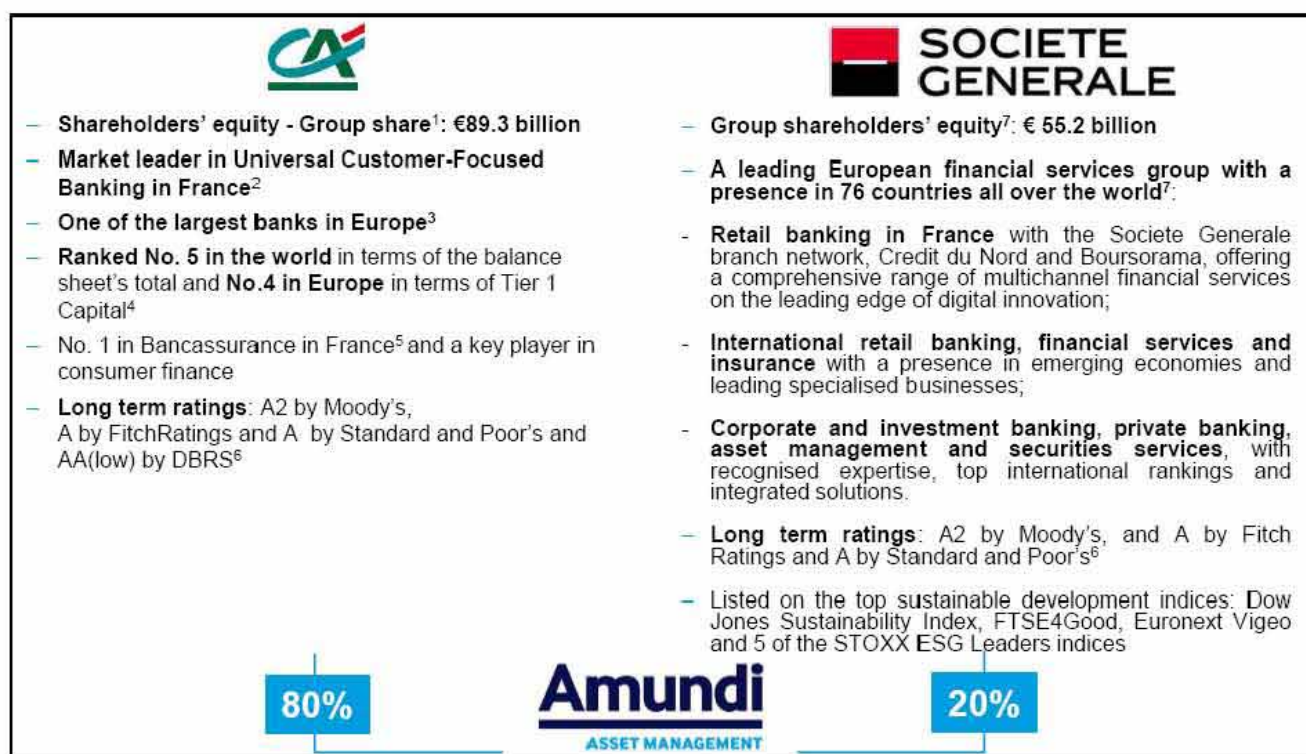 CA
– Shareholders' equity - Group share¹: €89.3 billion
– Market leader in Universal Customer-Focused
Banking in France²
– One of the largest banks in Europe³
– Ranked No. 5 in the world in terms of the balance
sheet's total and No.4 in Europe in terms of Tier 1
Capital⁴
– No. 1 in Bancassurance in France⁵ and a key player in
consumer finance
– Long term ratings: A2 by Moody's,
A by FitchRatings and A by Standard and Poor's and
AA(low) by DBRS⁶
SOCIETE
GENERALE
– Group shareholders' equity⁷: € 55.2 billion
– A leading European financial services group with a
presence in 76 countries all over the world⁷:
- Retail banking in France with the Societe Generale
branch network, Credit du Nord and Boursorama, offering
a comprehensive range of multichannel financial services
on the leading edge of digital innovation;
- International retail banking, financial services and
insurance with a presence in emerging economies and
leading specialised businesses;
- Corporate and investment banking, private banking,
asset management and securities services, with
recognised expertise, top international rankings and
integrated solutions.
– Long term ratings: A2 by Moody's, and A by Fitch
Ratings and A by Standard and Poor's⁶
– Listed on the top sustainable development indices: Dow
Jones Sustainability Index, FTSE4Good, Euronext Vigeo
and 5 of the STOXX ESG Leaders indices
80%
Amundi
ASSET MANAGEMENT
20%